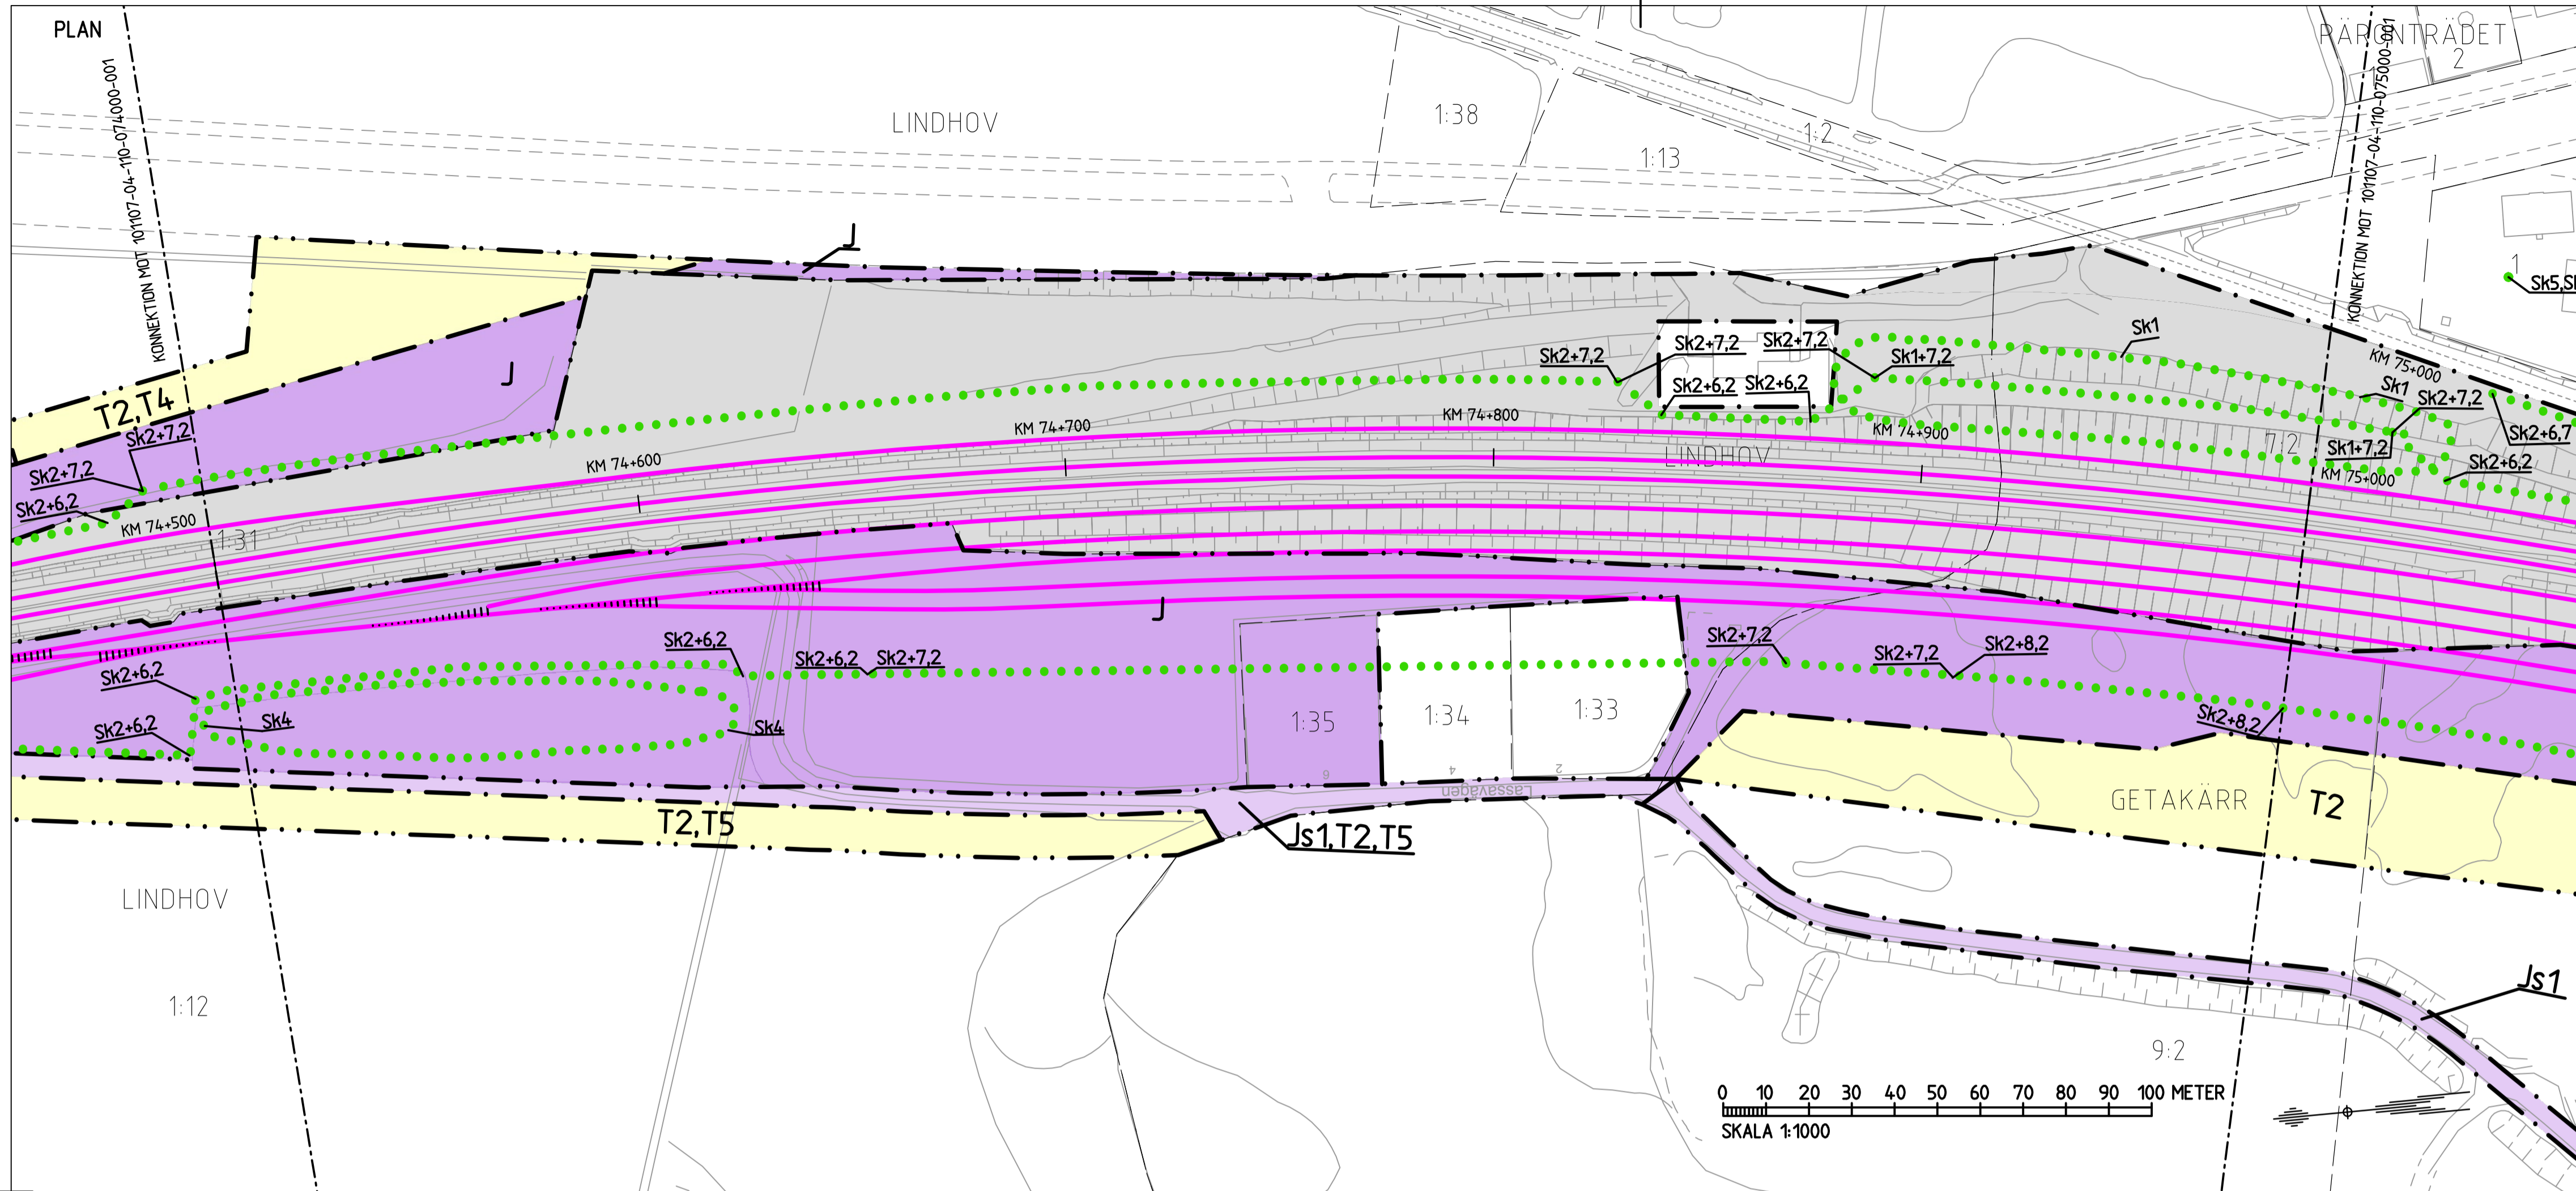 PLAN
KONNEKTION MOT 101107-04-110-074000-001
KONNEKTION MOT 101107-04-110-075000-001
PÄRONTRÄDET
2
LINDHOV
1:38
1:2
1:13
J
1
Sk5,S
T2,T4
J
Sk2+7,2
Sk2+7,2
Sk2+6,2
KM 74+500
1:31
KM 74+600
KM 74+700
KM 74+800
KM 74+900
LINDHOV
Sk2+7,2
Sk2+7,2
Sk2+7,2
Sk1+7,2
Sk2+6,2
Sk2+6,2
Sk1
KM 75+000
Sk1
Sk2+7,2
Sk2+6,7
7:2
Sk1+7,2
Sk2+6,2
KM 75+000
J
Sk2+6,2
Sk2+6,2
Sk2+7,2
Sk2+6,2
Sk4
Sk2+6,2
Sk4
1:35
1:34
1:33
Sk2+7,2
Sk2+7,2
Sk2+8,2
Sk2+8,2
6
4
2
Lassavägen
T2,T5
Js1,T2,T5
GETAKÄRR
T2
LINDHOV
1:12
Js1
9:2
0 10 20 30 40 50 60 70 80 90 100 METER
SKALA 1:1000